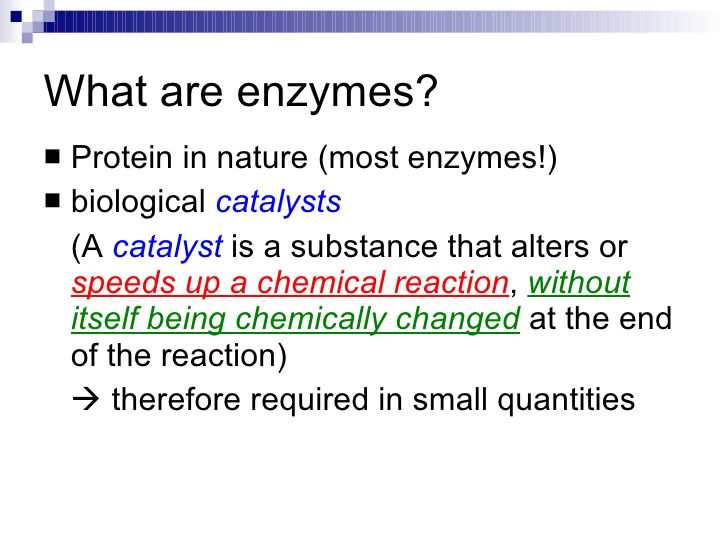 What are enzymes?
■ Protein in nature (most enzymes!)
■ biological catalysts
(A catalyst is a substance that alters or
speeds up a chemical reaction, without
itself being chemically changed at the end
of the reaction)
→ therefore required in small quantities